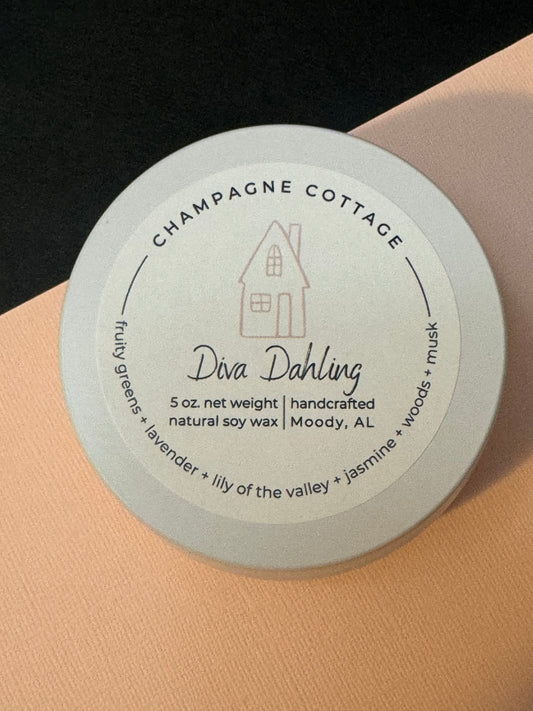 CHAMPAGNE COTTAGE
Diva Dahling
5 oz. net weight | handcrafted
natural soy wax | Moody, AL
fruity greens + lavender + lily of the valley + jasmine + woods + musk